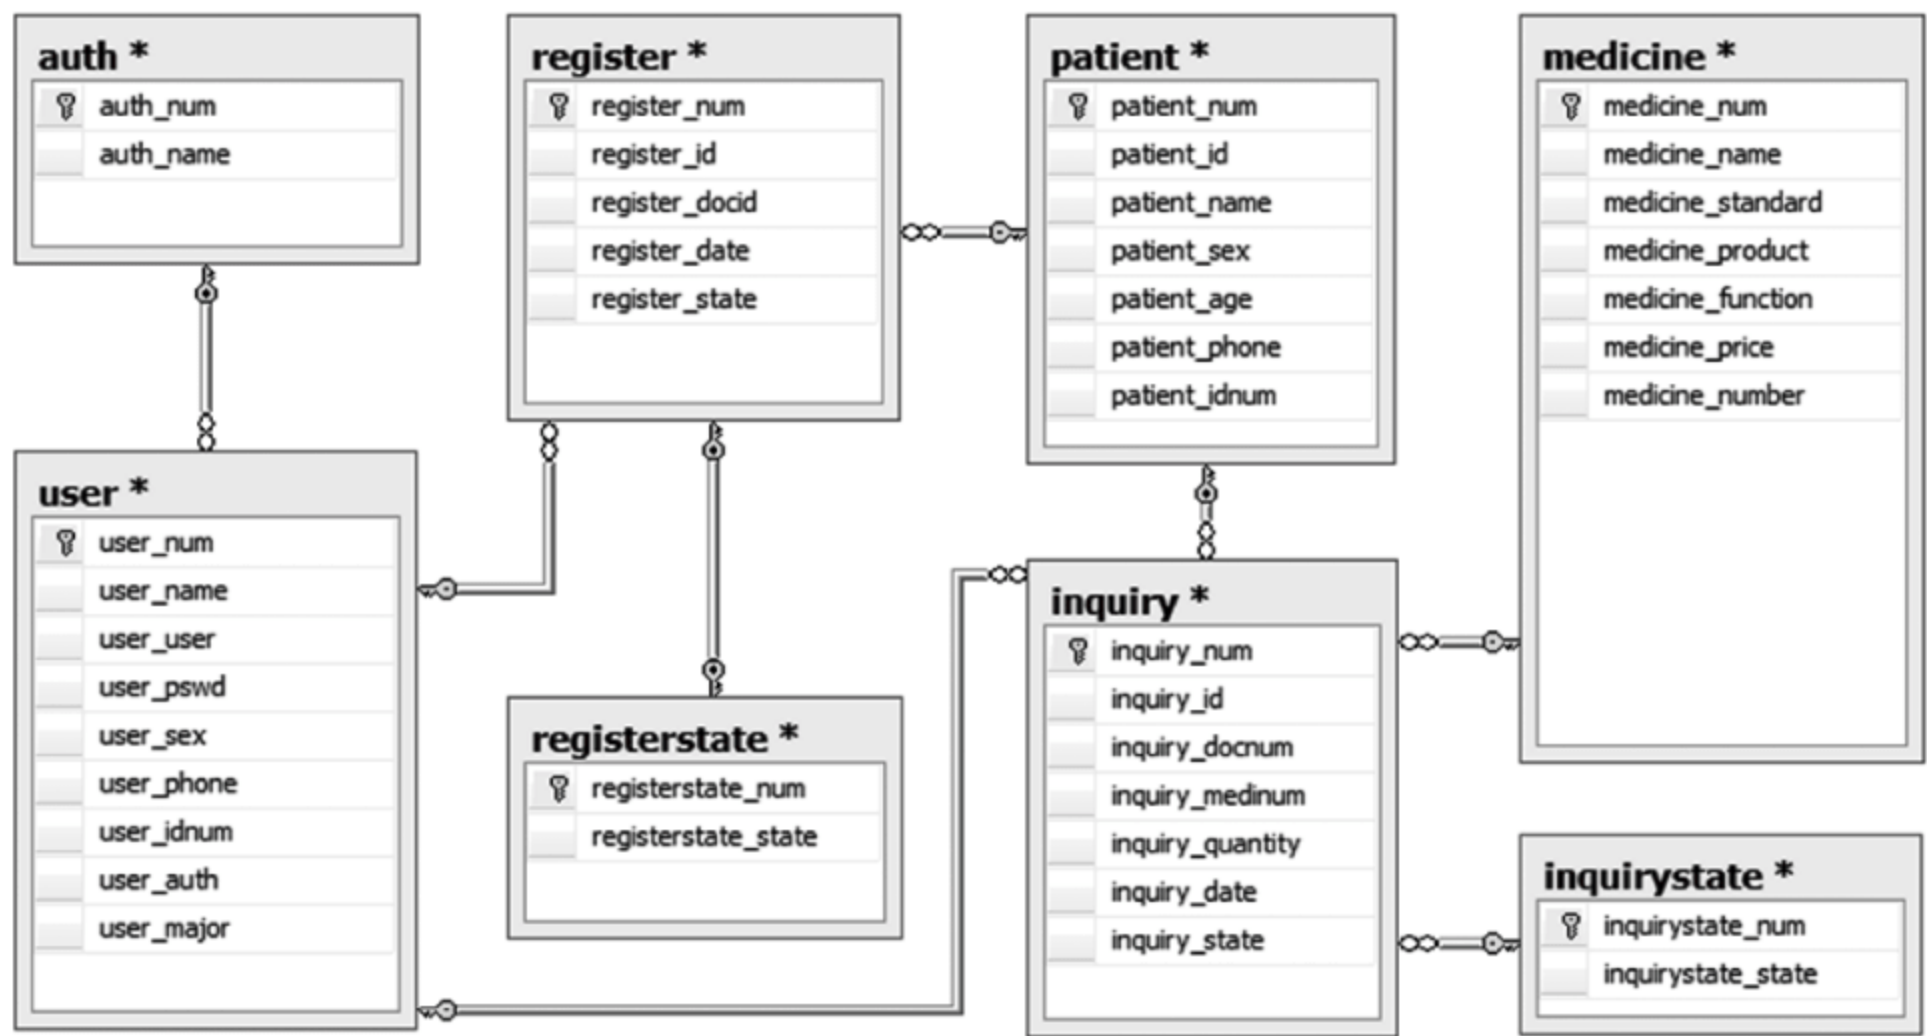 auth *
auth_num
auth_name
register *
register_num
register_id
register_docid
register_date
register_state
patient *
patient_num
patient_id
patient_name
patient_sex
patient_age
patient_phone
patient_idnum
medicine *
medicine_num
medicine_name
medicine_standard
medicine_product
medicine_function
medicine_price
medicine_number
user *
user_num
user_name
user_user
user_pswd
user_sex
user_phone
user_idnum
user_auth
user_major
registerstate *
registerstate_num
registerstate_state
inquiry *
inquiry_num
inquiry_id
inquiry_docnum
inquiry_medinum
inquiry_quantity
inquiry_date
inquiry_state
inquirystate *
inquirystate_num
inquirystate_state